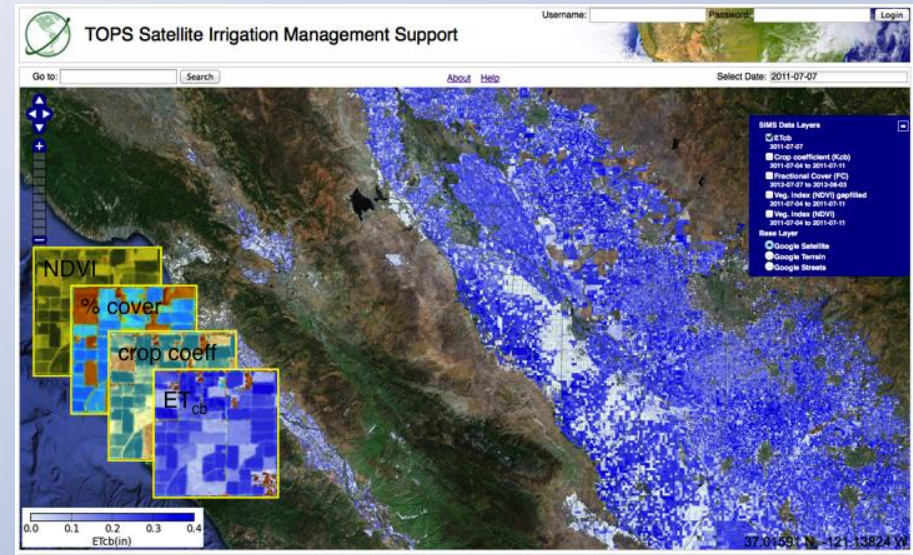 Username:
Password:
Login
TOPS Satellite Irrigation Management Support
Go to:
Search
About Help
Select Date: 2011-07-07
SIMS Data Layers
ETcb
2011-07-07
Crop coefficient (Kcb)
2011-07-04 to 2011-07-11
Fractional Cover (FC)
2012-07-27 to 2012-08-03
Veg. Index (NDVI) gapfilled
2011-07-04 to 2011-07-11
Veg. Index (NDVI)
2011-07-04 to 2011-07-11
Base Layer
Google Satellite
Google Terrain
Google Streets
NDVI
% cover
crop coeff
ETcb
0.0 0.1 0.2 0.3 0.4
ETcb(in)
37.01591 N, -121.13824 W